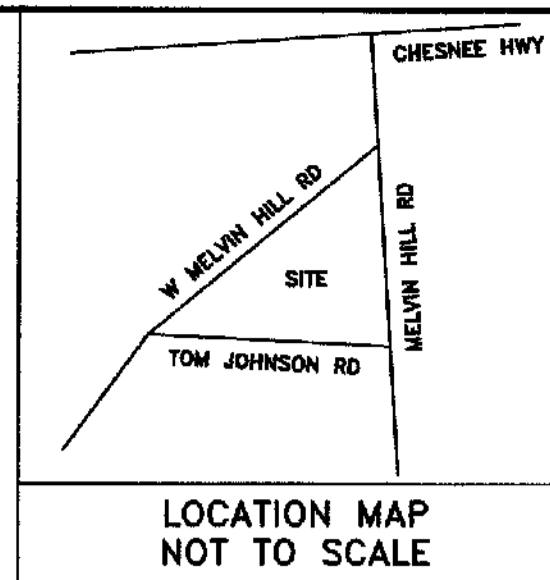 CHESNEE HWY
W MELVIN HILL RD
MELVIN HILL RD
SITE
TOM JOHNSON RD
LOCATION MAP
NOT TO SCALE